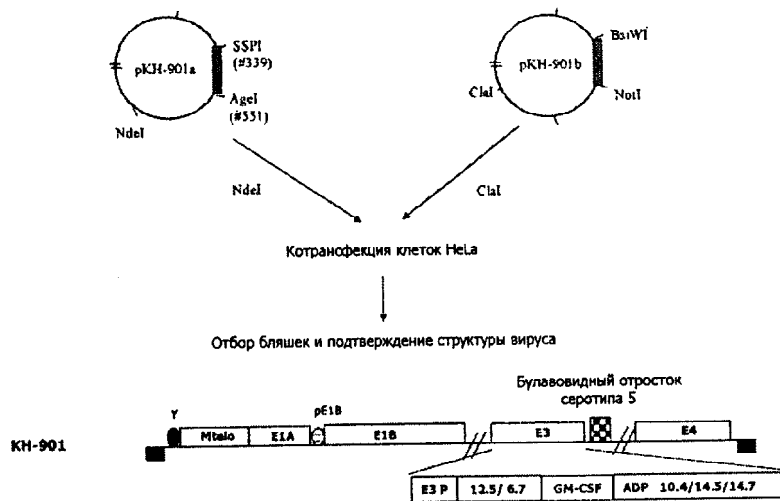 SSPI
(#339)
pKH-901a
AgeI
(#551)
NdeI
BsiWI
pKH-901b
ClaI
NotI
NdeI
ClaI
Котрансфекция клеток HeLa
Отбор бляшек и подтверждение структуры вируса
Булавовидный отросток
серотипа 5
Y
pE1B
KH-901
Mtelo
E1A
E1B
E3
E4
E3 P
12.5/ 6.7
GM-CSF
ADP 10.4/14.5/14.7